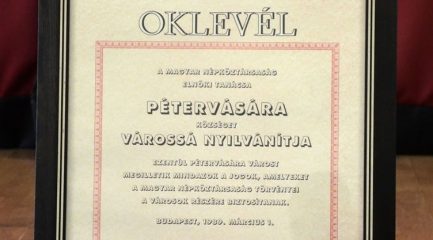 OKLEVÉL
A MAGYAR NÉPKÖZTÁRSASÁG
ELNÖKI TANÁCSA
PÉTERVÁSÁRA
KÖZSÉGET
VÁROSSÁ NYILVÁNÍTJA
EZENTÚL PÉTERVÁSÁRA VÁROST
MEGILLETIK MINDAZOK A JOGOK, AMELYEKET
A MAGYAR NÉPKÖZTÁRSASÁG TÖRVÉNYEI
A VÁROSOK RÉSZÉRE BIZTOSÍTANAK.
BUDAPEST, 1989. MÁRCIUS 1.